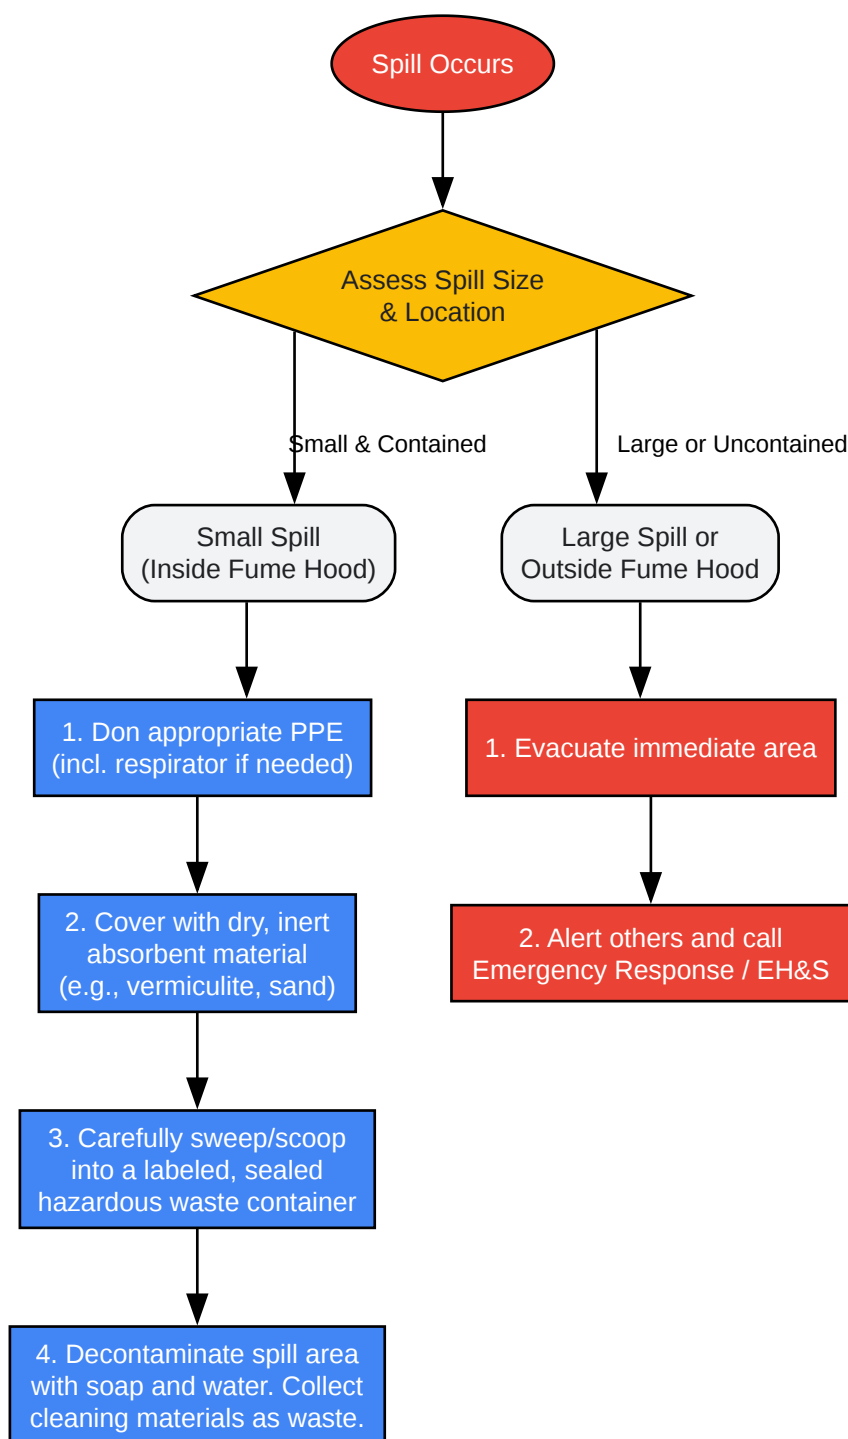 Spill Occurs
Assess Spill Size
& Location
Small & Contained
Large or Uncontained
Small Spill
(Inside Fume Hood)
Large Spill or
Outside Fume Hood
1. Don appropriate PPE
(incl. respirator if needed)
1. Evacuate immediate area
2. Cover with dry, inert
absorbent material
(e.g., vermiculite, sand)
2. Alert others and call
Emergency Response / EH&S
3. Carefully sweep/scoop
into a labeled, sealed
hazardous waste container
4. Decontaminate spill area
with soap and water. Collect
cleaning materials as waste.